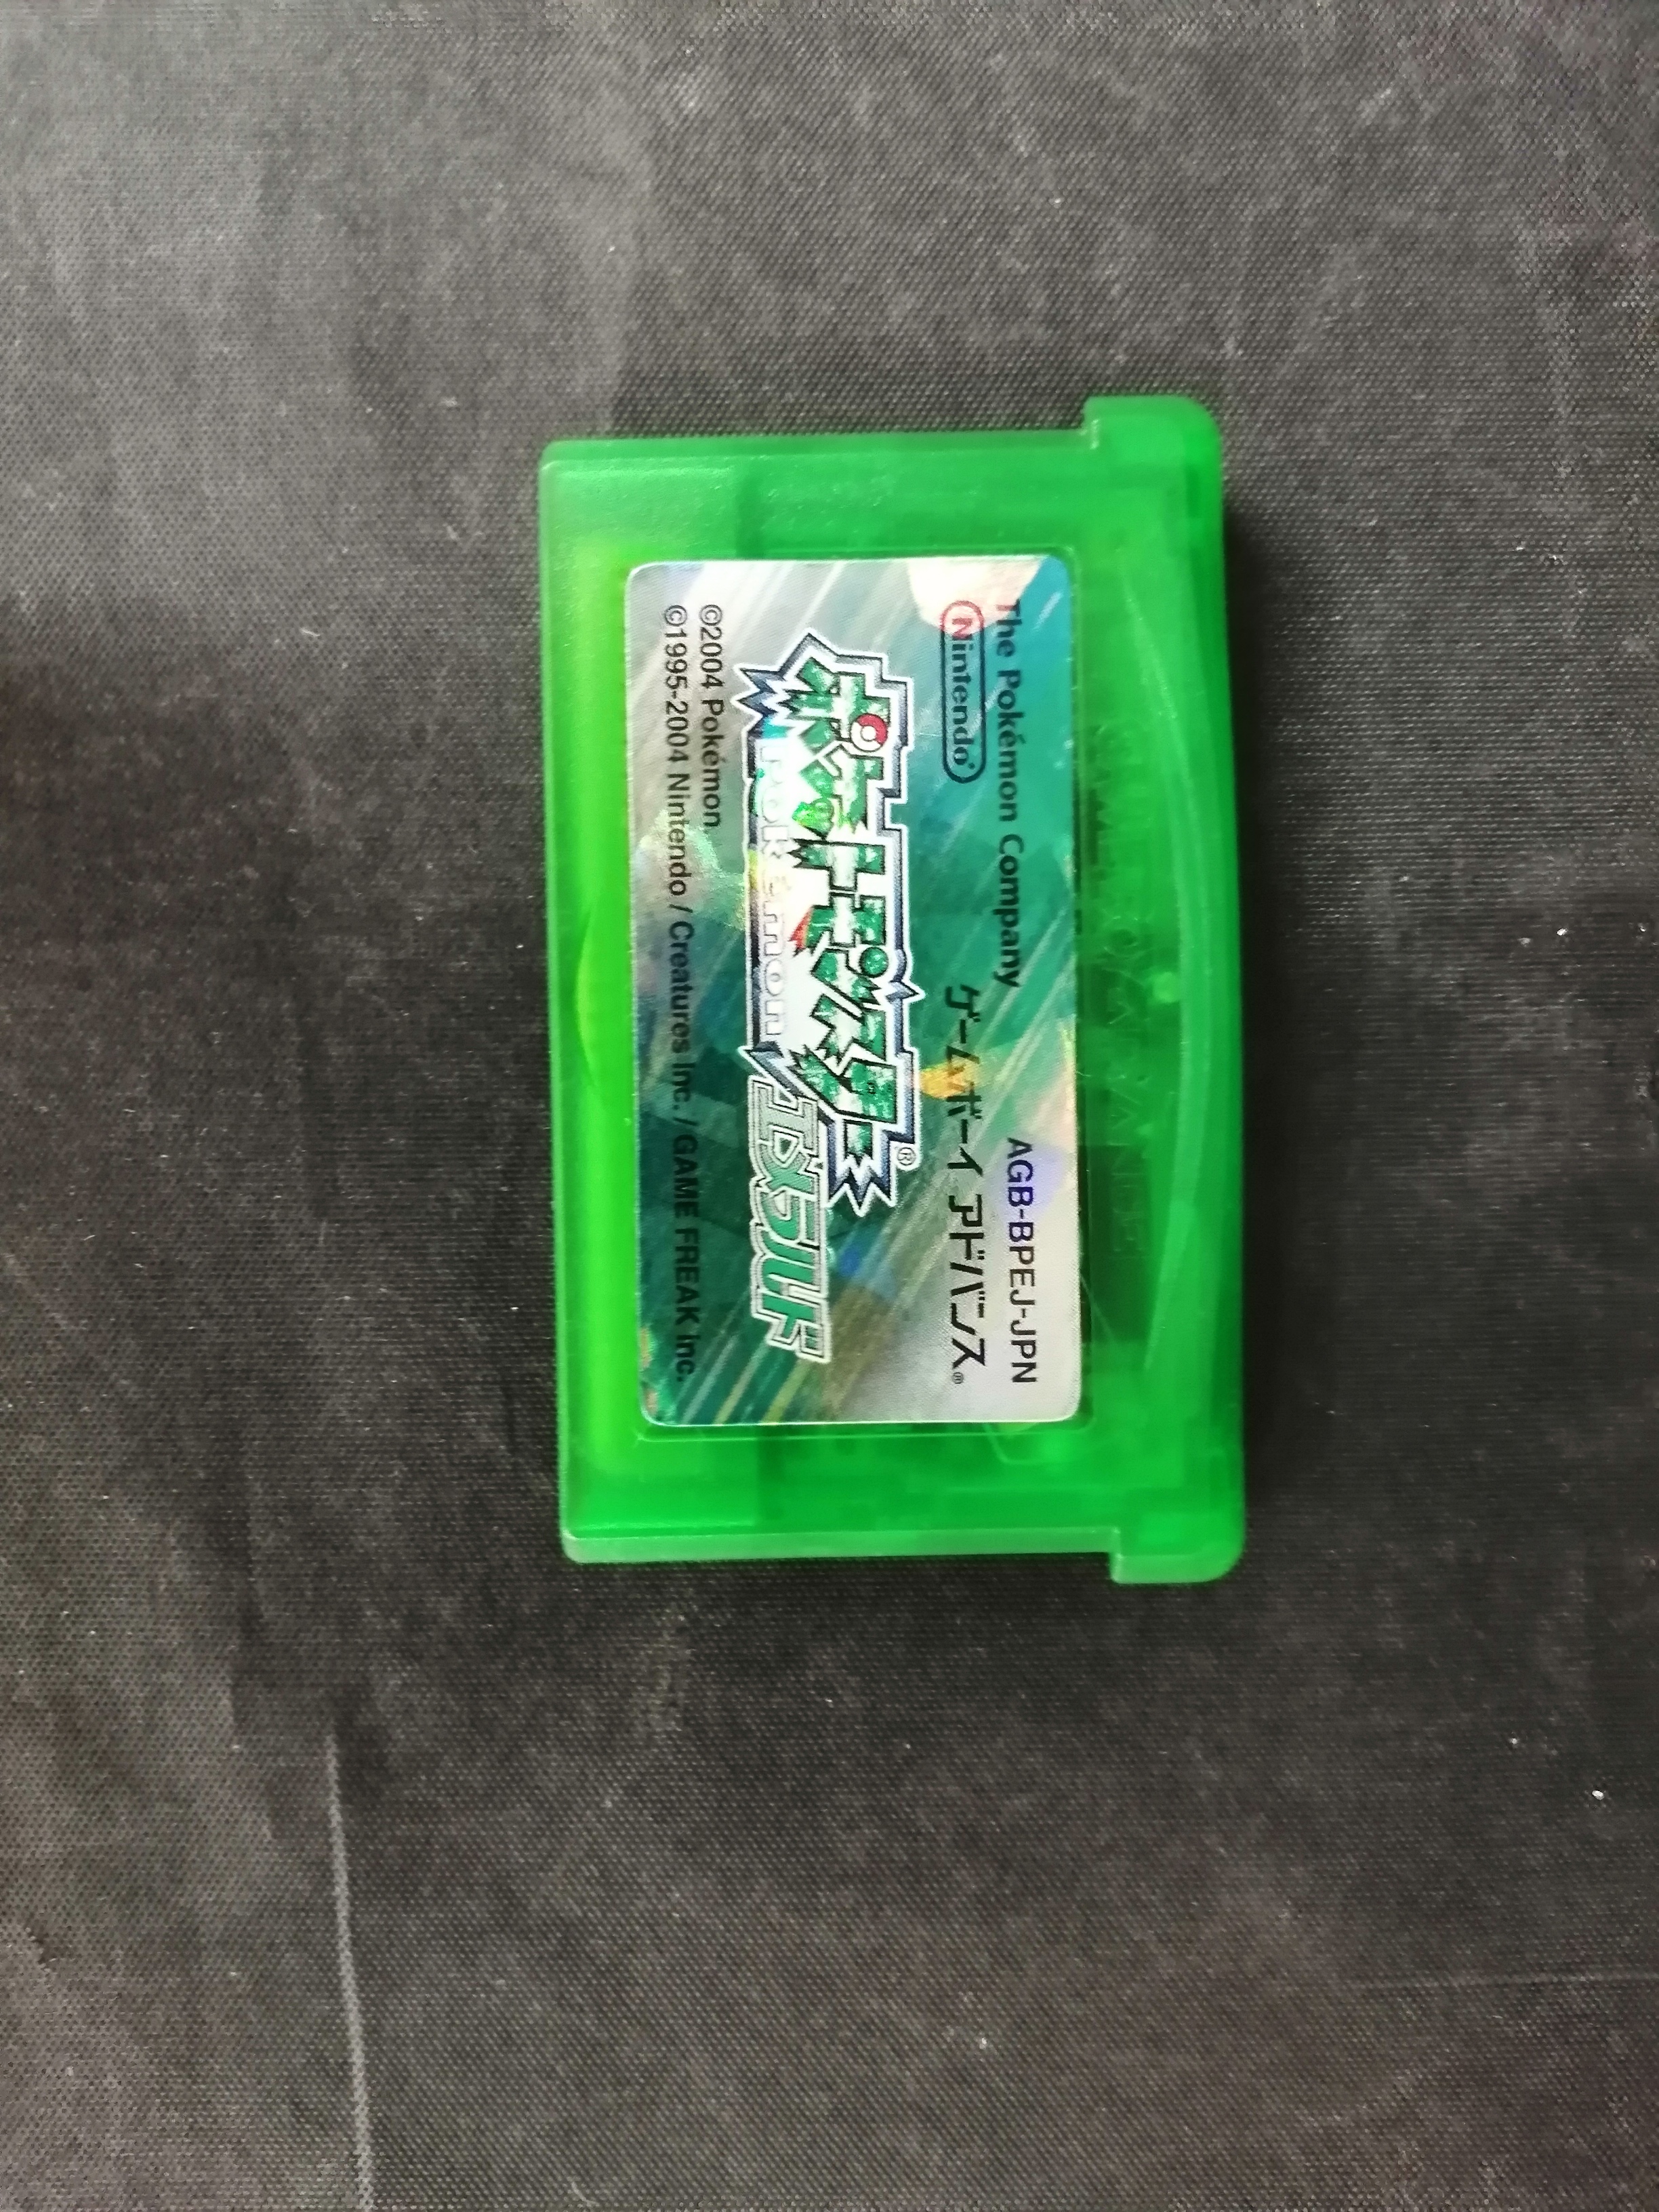 The Pokémon Company
AGB-BPEJ-JPN
Nintendo®
ゲームボーイ アドバンス®
ポケットモンスター®
POKéMON
エメラルド
©2004 Pokémon
©1995-2004 Nintendo / Creatures inc. / GAME FREAK inc.